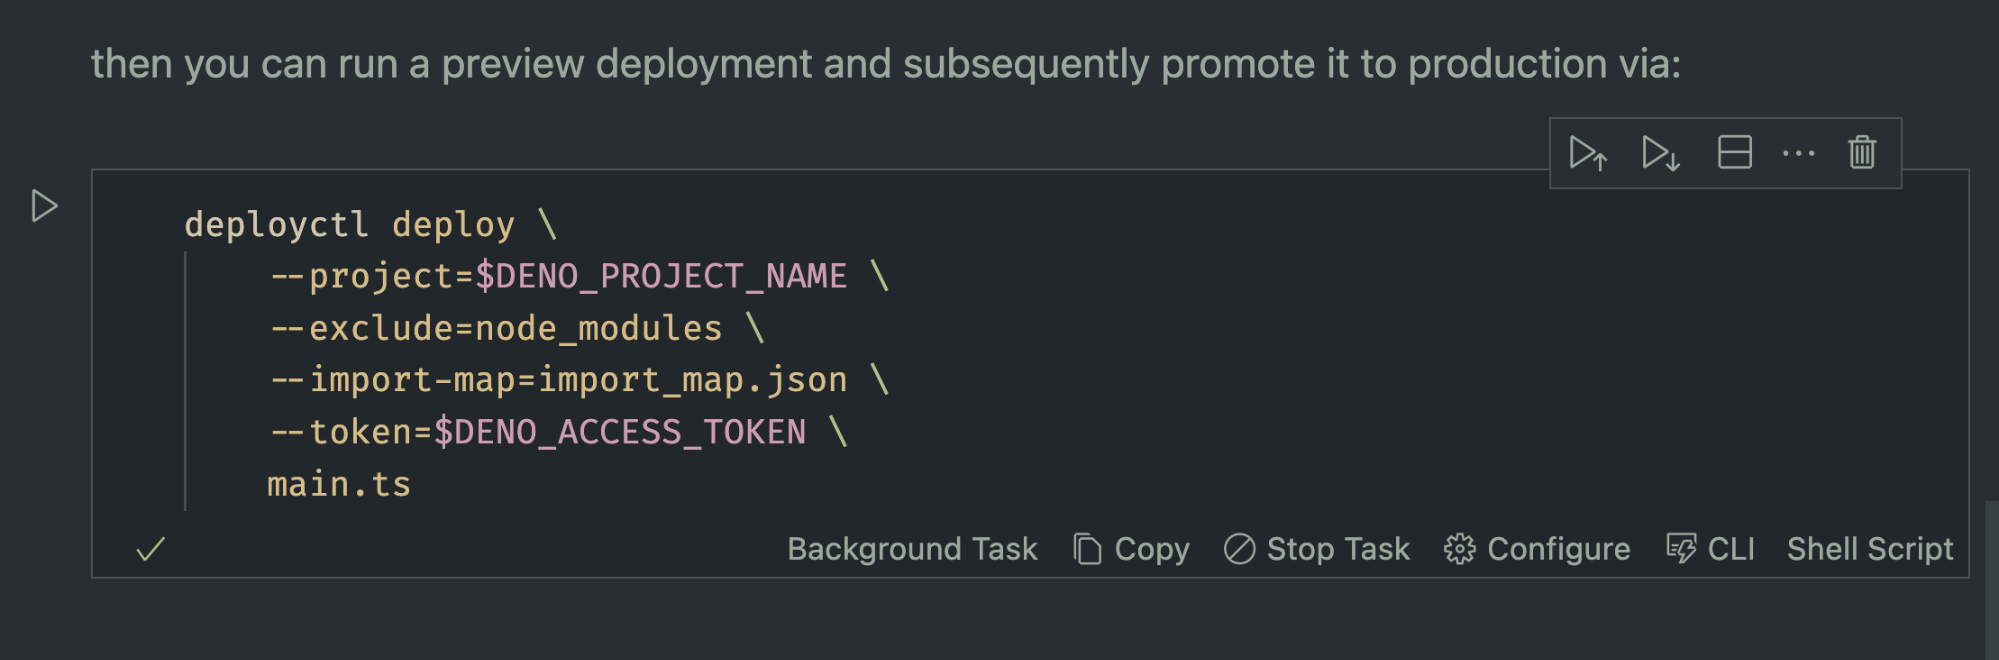 then you can run a preview deployment and subsequently promote it to production via:
deployctl deploy \
--project=$DENO_PROJECT_NAME \
--exclude=node_modules \
--import-map=import_map.json \
--token=$DENO_ACCESS_TOKEN \
main.ts
Background Task Copy Stop Task Configure CLI Shell Script